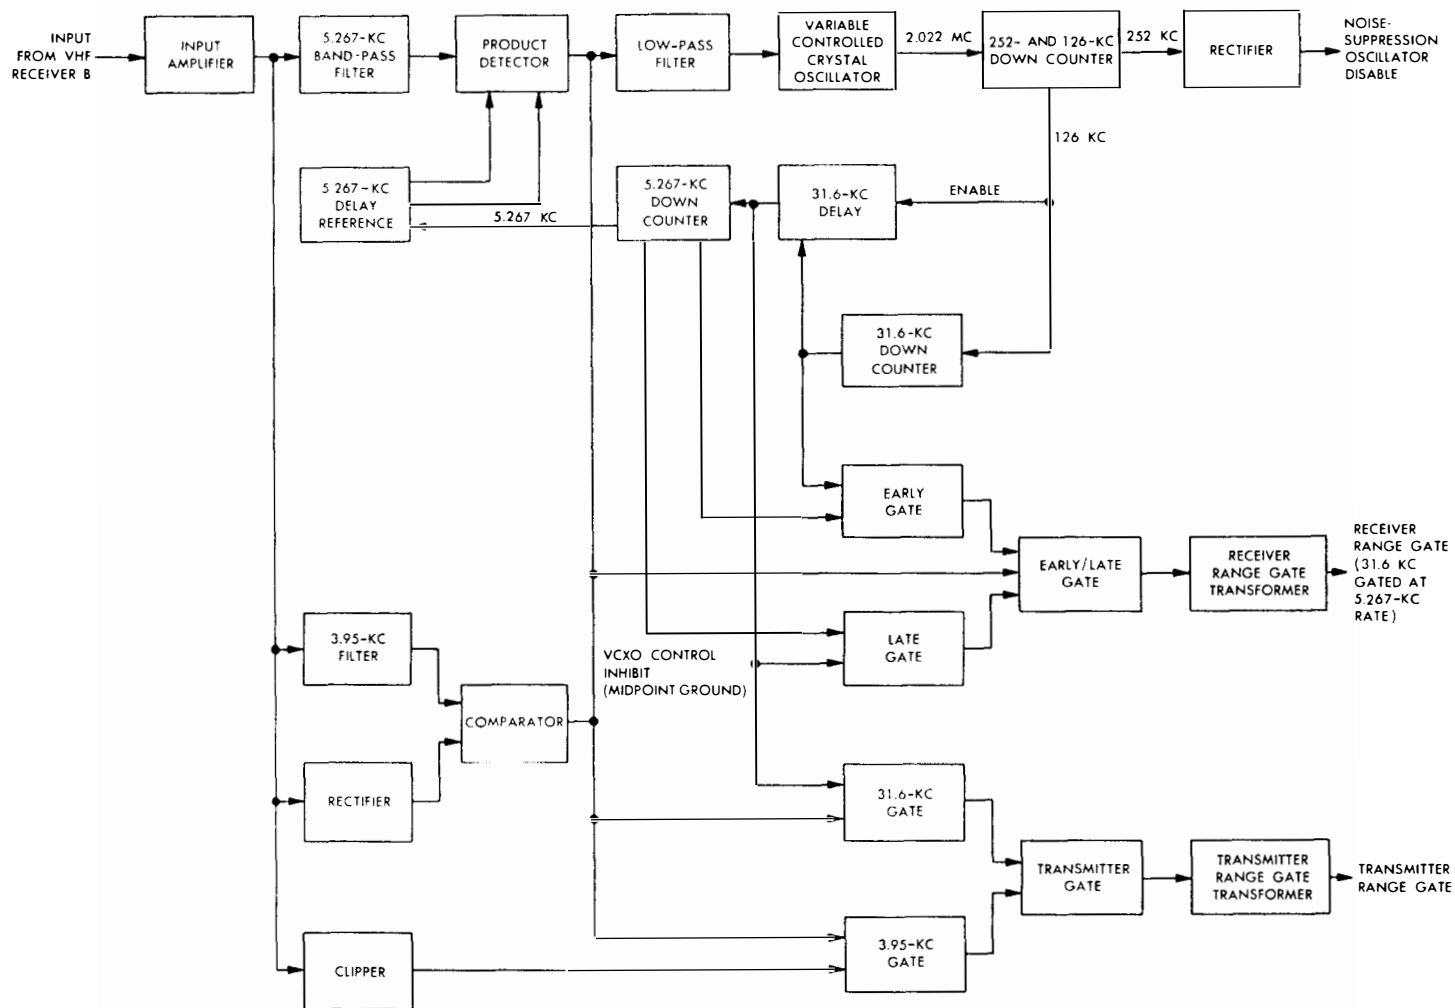 INPUT
FROM VHF
RECEIVER B
INPUT
AMPLIFIER
5.267-KC
BAND-PASS
FILTER
PRODUCT
DETECTOR
LOW-PASS
FILTER
VARIABLE
CONTROLLED
CRYSTAL
OSCILLATOR
2.022 MC
252- AND 126-KC
DOWN COUNTER
252 KC
RECTIFIER
NOISE-
SUPPRESSION
OSCILLATOR
DISABLE
126 KC
5 267-KC
DELAY
REFERENCE
5.267 KC
5.267-KC
DOWN
COUNTER
31.6-KC
DELAY
ENABLE
31.6-KC
DOWN
COUNTER
EARLY
GATE
EARLY/LATE
GATE
RECEIVER
RANGE GATE
TRANSFORMER
RECEIVER
RANGE GATE
(31.6 KC
GATED AT
5.267-KC
RATE)
LATE
GATE
3.95-KC
FILTER
VCXO CONTROL
INHIBIT
(MIDPOINT GROUND)
COMPARATOR
RECTIFIER
31.6-KC
GATE
TRANSMITTER
GATE
TRANSMITTER
RANGE GATE
TRANSFORMER
TRANSMITTER
RANGE GATE
3.95-KC
GATE
CLIPPER